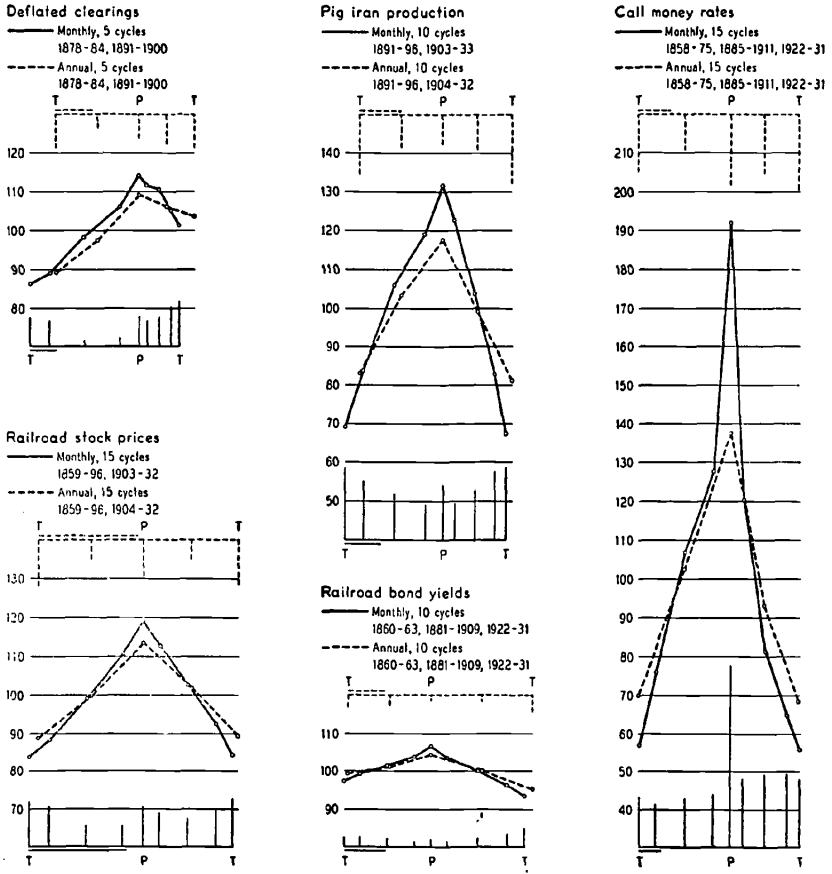 Deflated clearings
Monthly, 5 cycles
1878-84, 1891-1900
Annual, 5 cycles
1878-84, 1891-1900
T P T
120
110
100
90
80
T P T
Railroad stock prices
Monthly, 15 cycles
1859-96, 1903-32
Annual, 15 cycles
1859-96, 1904-32
T P T
130
120
110
100
90
80
70
T P T
Pig iron production
Monthly, 10 cycles
1891-96, 1903-33
Annual, 10 cycles
1891-96, 1904-32
T P T
140
130
120
110
100
90
80
70
60
50
T P T
Railroad bond yields
Monthly, 10 cycles
1860-63, 1881-1909, 1922-31
Annual, 10 cycles
1860-63, 1881-1909, 1922-31
T P T
110
100
90
T P T
Call money rates
Monthly, 15 cycles
1858-75, 1885-1911, 1922-31
Annual, 15 cycles
1858-75, 1885-1911, 1922-31
T P T
210
200
190
180
170
160
150
140
130
120
110
100
90
80
70
60
50
40
T P T